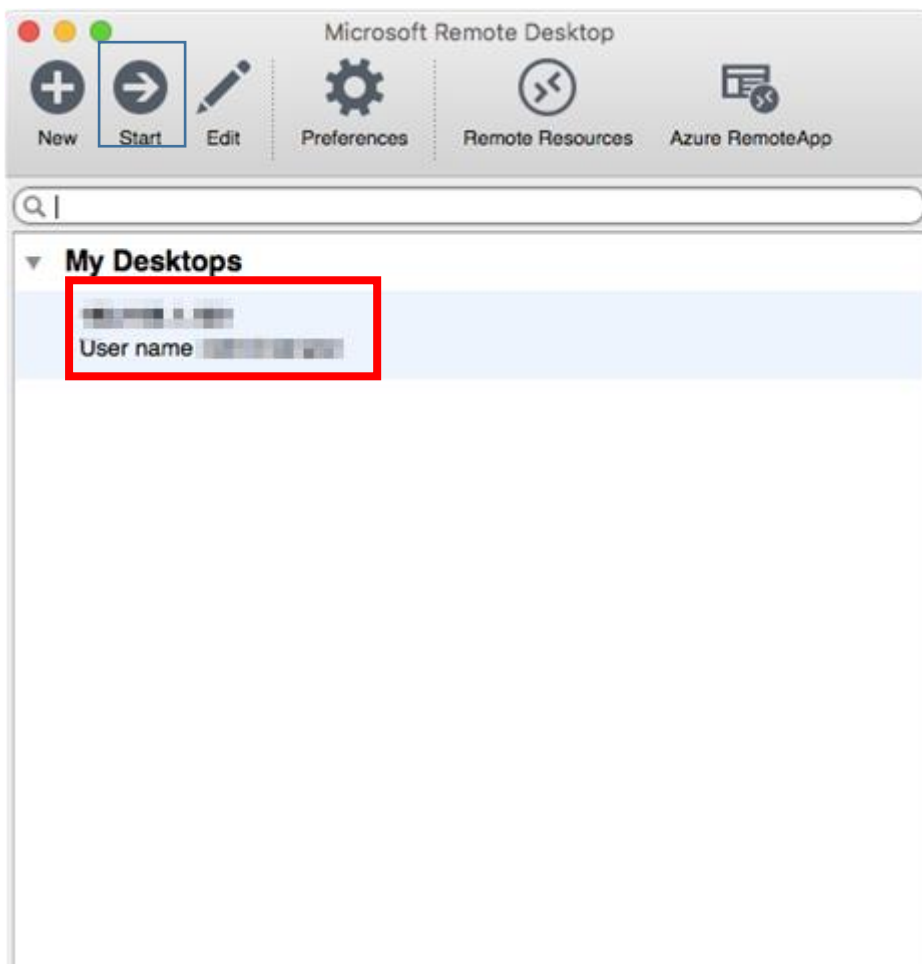 Microsoft Remote Desktop
New Start Edit Preferences Remote Resources Azure RemoteApp
My Desktops
User name